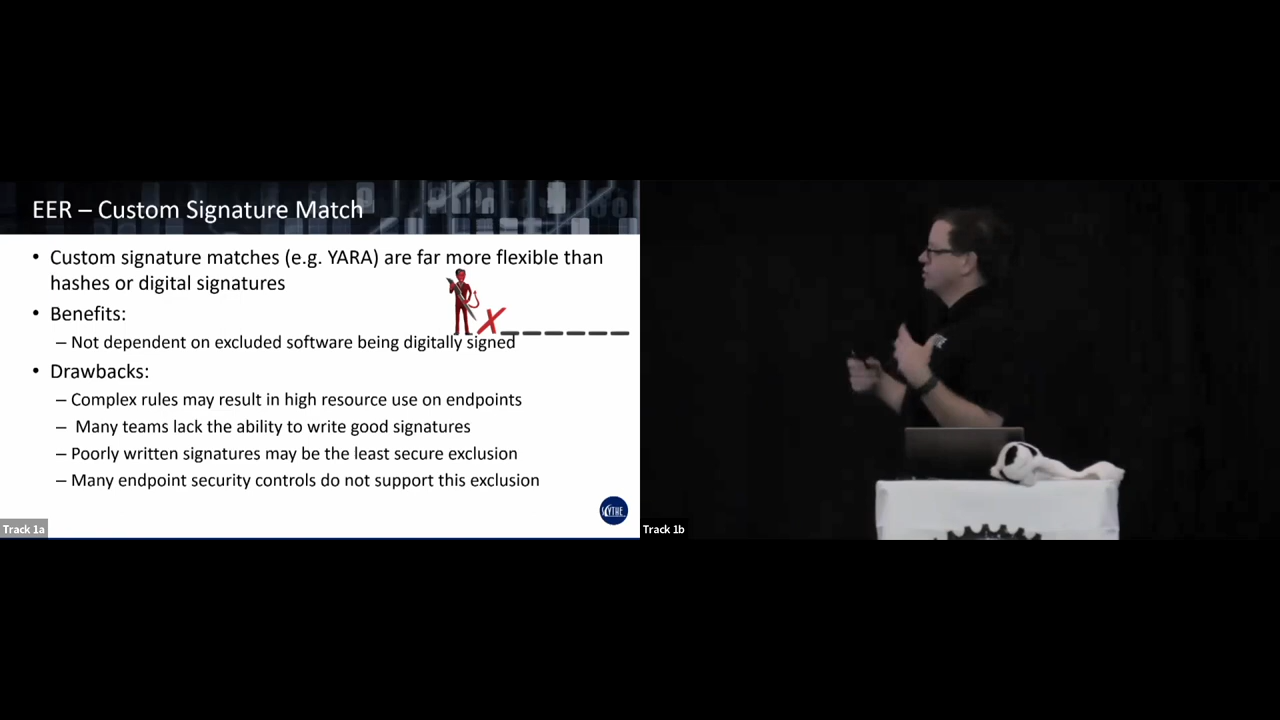 EER – Custom Signature Match
• Custom signature matches (e.g. YARA) are far more flexible than
hashes or digital signatures
• Benefits:
– Not dependent on excluded software being digitally signed
• Drawbacks:
– Complex rules may result in high resource use on endpoints
– Many teams lack the ability to write good signatures
– Poorly written signatures may be the least secure exclusion
– Many endpoint security controls do not support this exclusion
SCYTHE
Track 1a
Track 1b